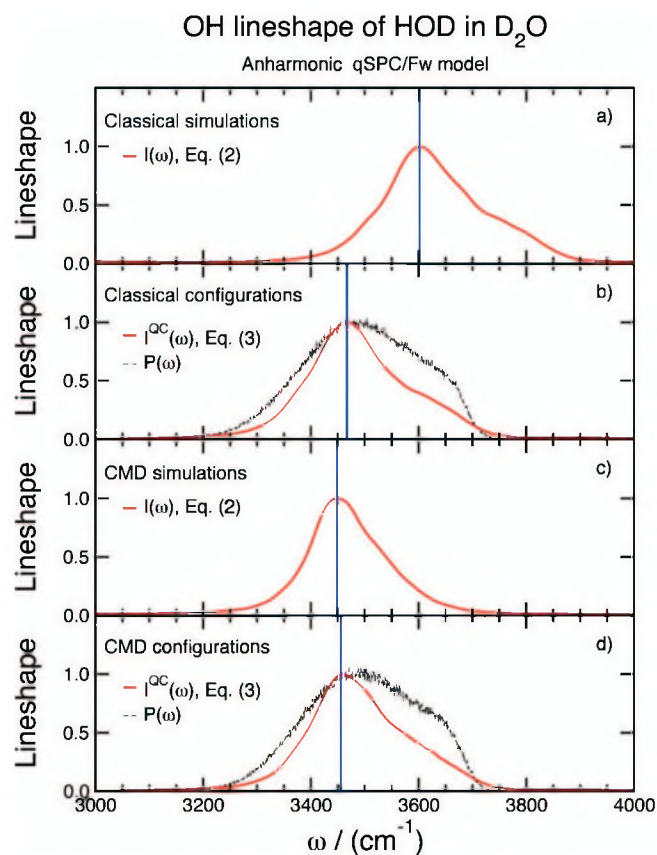 OH lineshape of HOD in D₂O
Anharmonic qSPC/Fw model
Classical simulations
a)
I(ω), Eq. (2)
Lineshape
1.0
0.5
0.0
Classical configurations
b)
I^QC(ω), Eq. (3)
P(ω)
Lineshape
1.0
0.5
0.0
CMD simulations
c)
I(ω), Eq. (2)
Lineshape
1.0
0.5
0.0
CMD configurations
d)
I^QC(ω), Eq. (3)
P(ω)
Lineshape
1.0
0.5
0.0
3000 3200 3400 3600 3800 4000
ω / (cm⁻¹)